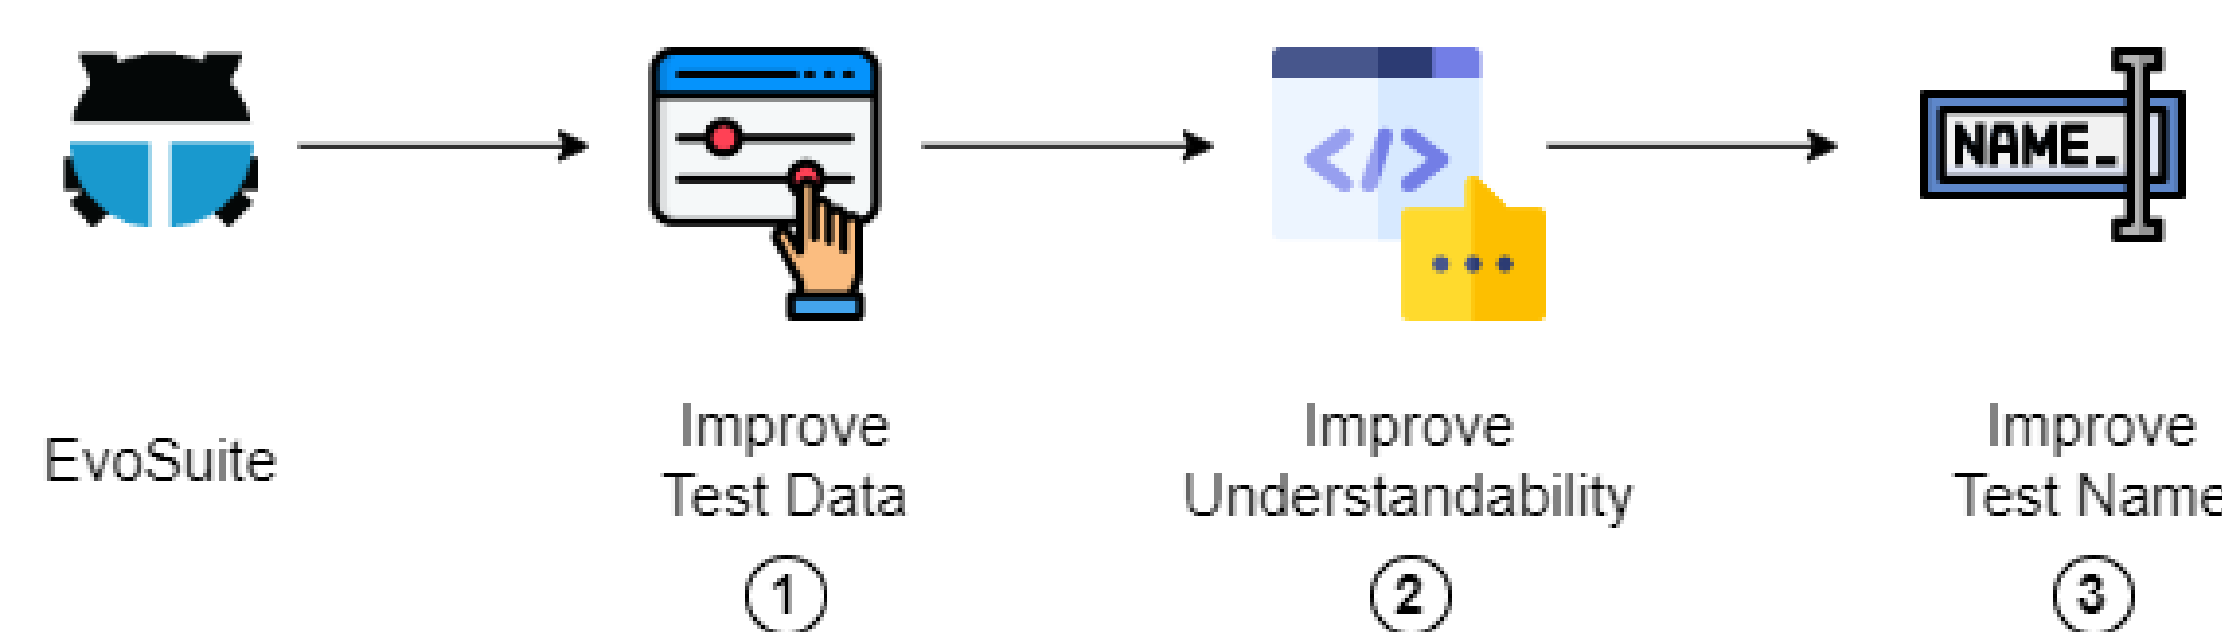 </>
NAME_
EvoSuite
Improve
Test Data
1
Improve
Understandability
2
Improve
Test Name
3